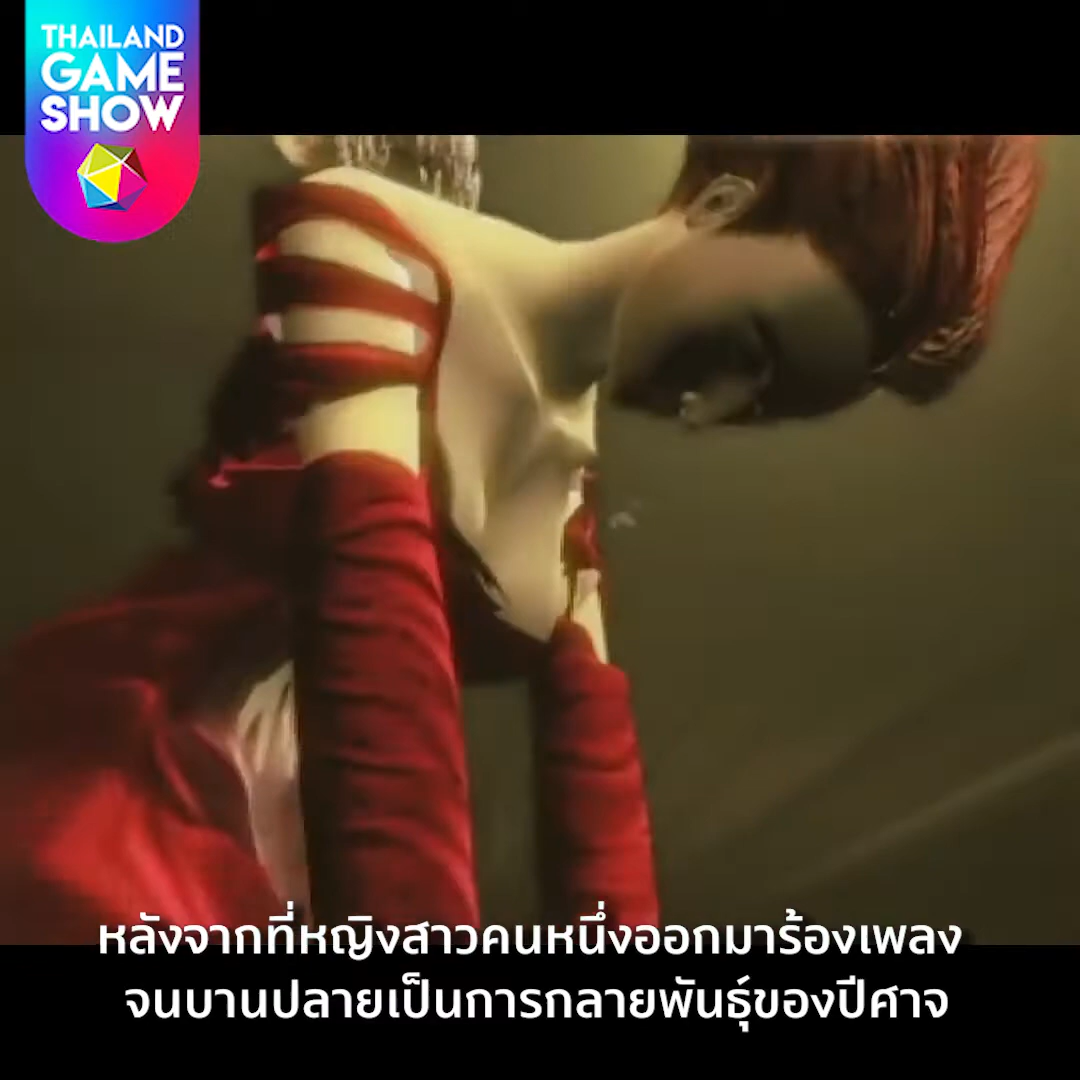 THAILAND
GAME
SHOW
หลังจากที่หญิงสาวคนหนึ่งออกมาร้องเพลง
จนบานปลายเป็นการกลายพันธุ์ของปีศาจ